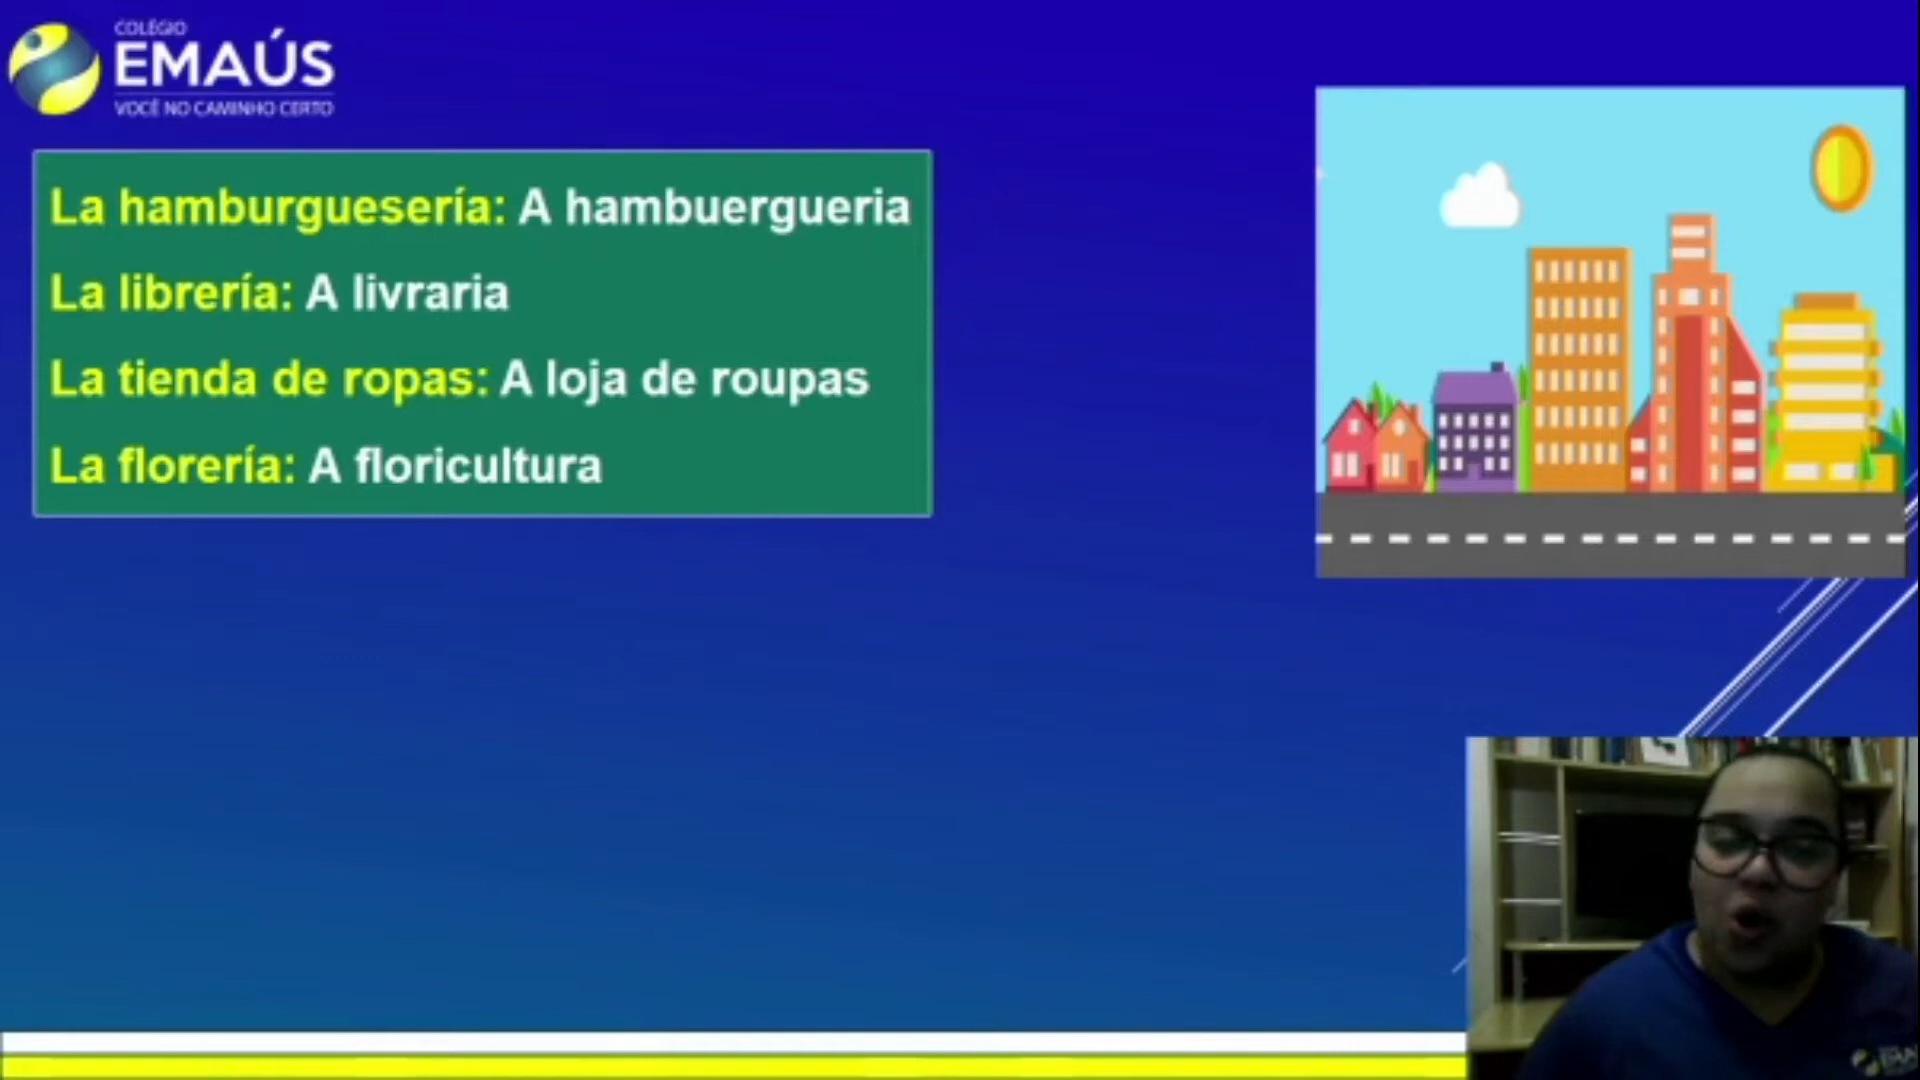 COLÉGIO
EMAÚS
VOCÊ NO CAMINHO CERTO
La hamburguesería: A hambuergueria
La librería: A livraria
La tienda de ropas: A loja de roupas
La florería: A floricultura